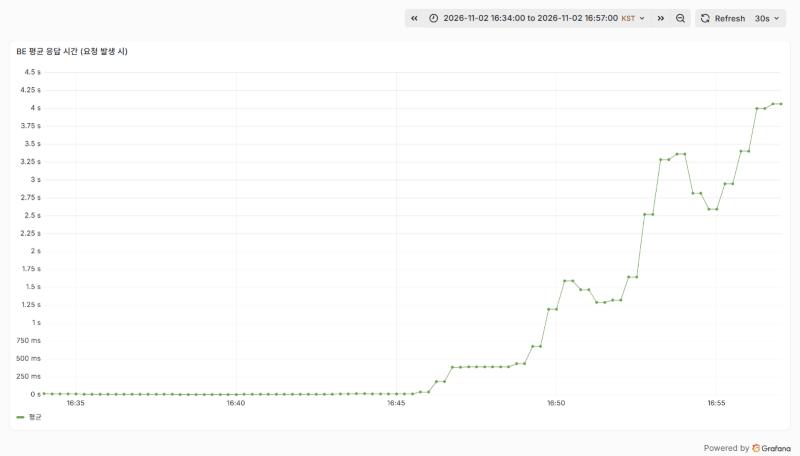 2026-11-02 16:34:00 to 2026-11-02 16:57:00 KST
Refresh 30s
BE 평균 응답 시간 (요청 발생 시)
4.5 s
4.25 s
4 s
3.75 s
3.5 s
3.25 s
3 s
2.75 s
2.5 s
2.25 s
2 s
1.75 s
1.5 s
1.25 s
1 s
750 ms
500 ms
250 ms
0 s
16:35 16:40 16:45 16:50 16:55
평균
Powered by Grafana